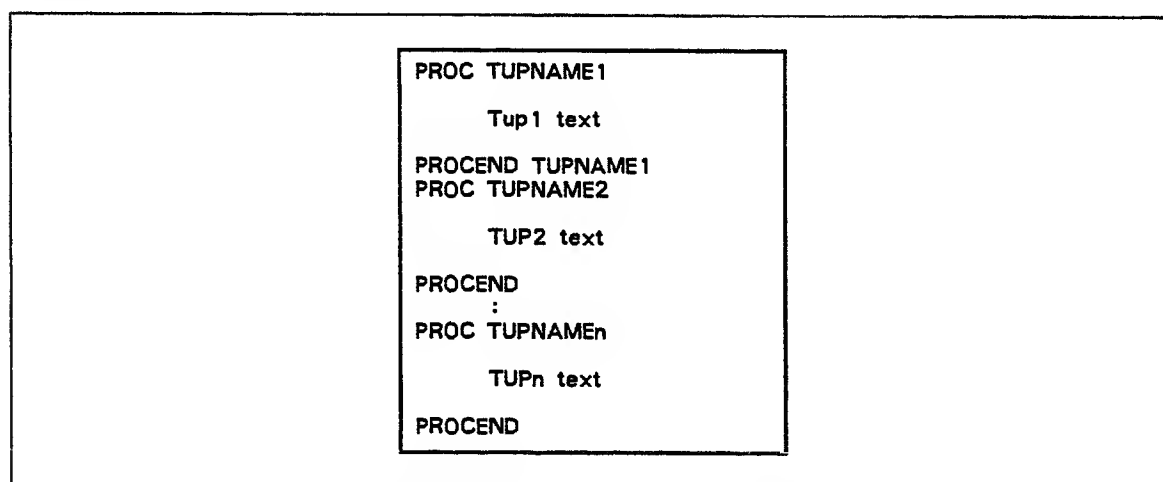 PROC TUPNAME1
Tup1 text
PROCEND TUPNAME1
PROC TUPNAME2
TUP2 text
PROCEND
:
PROC TUPNAMEn
TUPn text
PROCEND